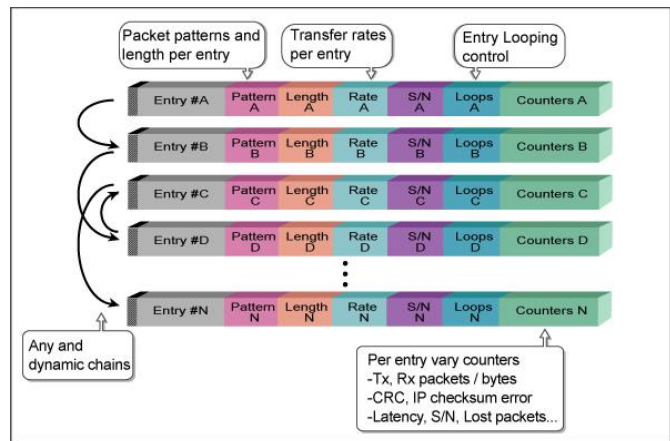 Packet patterns and
length per entry
Transfer rates
per entry
Entry Looping
control
Entry #A Pattern A Length A Rate A S/N A Loops A Counters A
Entry #B Pattern B Length B Rate B S/N B Loops B Counters B
Entry #C Pattern C Length C Rate C S/N C Loops C Counters C
Entry #D Pattern D Length D Rate D S/N D Loops D Counters D
Entry #N Pattern N Length N Rate N S/N N Loops N Counters N
Any and
dynamic chains
Per entry vary counters
-Tx, Rx packets / bytes
-CRC, IP checksum error
-Latency, S/N, Lost packets...